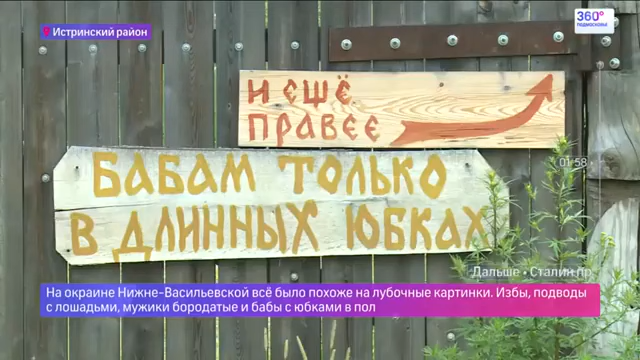 Истринский район
360°
ПОДМОСКОВЬЕ
И ЕЩЁ
ПРАВЕЕ
БАБАМ ТОЛЬКО
В ДЛИННЫХ ЮБКАХ
01:58
Дальше • Сталин пр
На окраине Нижне-Васильевской всё было похоже на лубочные картинки. Избы, подводы
с лошадьми, мужики бородатые и бабы с юбками в пол